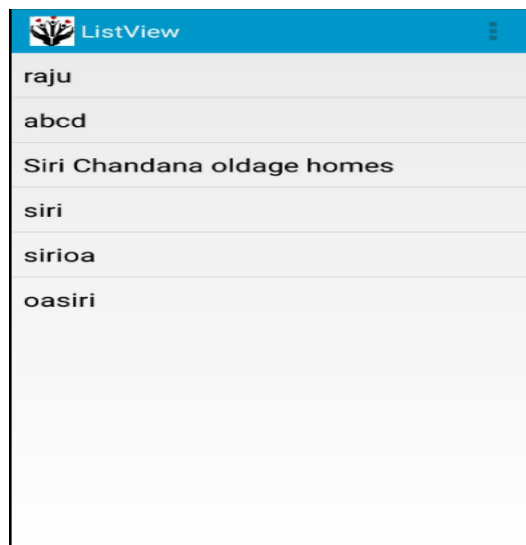 ListView
raju
abcd
Siri Chandana oldage homes
siri
sirioa
oasiri